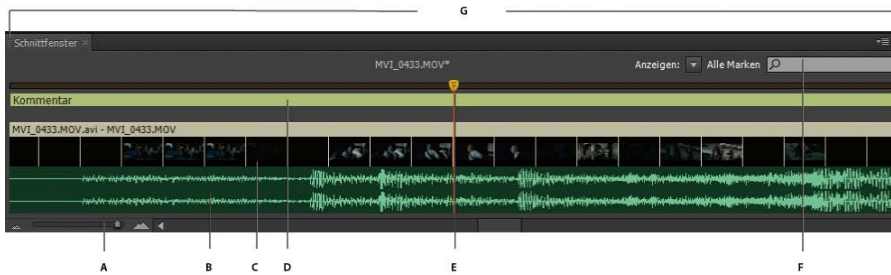 G
Schnittfenster ×
MVI_0433.MOV* Anzeigen: Alle Marken
Kommentar
MVI_0433.MOV.avi - MVI_0433.MOV
A B C D E F